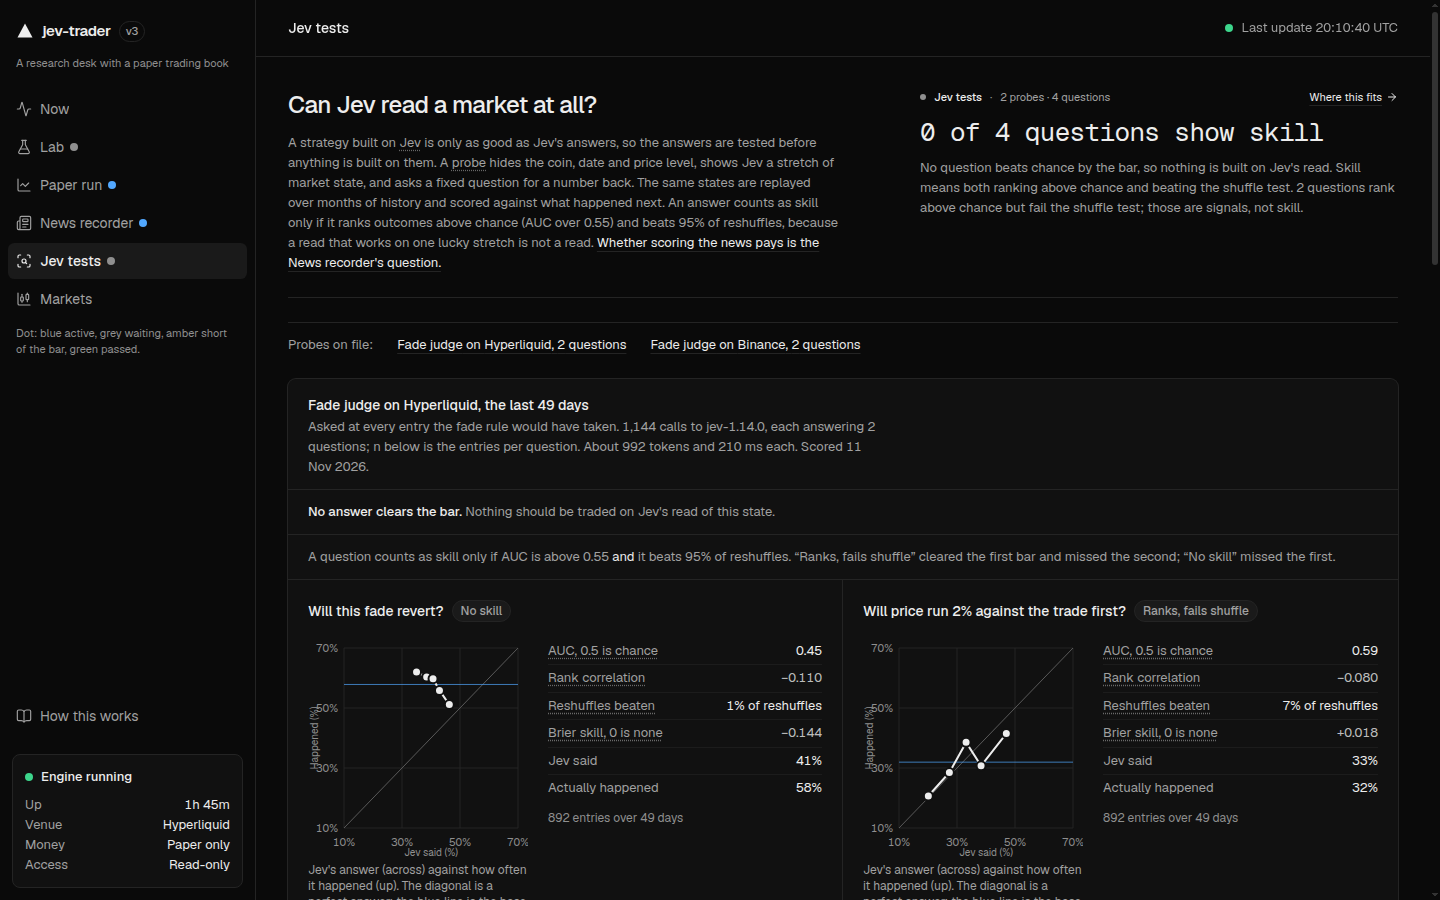 jev-trader v3
A research desk with a paper trading book
Now
Lab
Paper run
News recorder
Jev tests
Markets
Dot: blue active, grey waiting, amber short
of the bar, green passed.
How this works
Engine running
Up 1h 45m
Venue Hyperliquid
Money Paper only
Access Read-only
Jev tests
Last update 20:10:40 UTC
Can Jev read a market at all?
A strategy built on Jev is only as good as Jev's answers, so the answers are tested before
anything is built on them. A probe hides the coin, date and price level, shows Jev a stretch of
market state, and asks a fixed question for a number back. The same states are replayed
over months of history and scored against what happened next. An answer counts as skill
only if it ranks outcomes above chance (AUC over 0.55) and beats 95% of reshuffles, because
a read that works on one lucky stretch is not a read. Whether scoring the news pays is the
News recorder's question.
Jev tests · 2 probes · 4 questions
Where this fits →
0 of 4 questions show skill
No question beats chance by the bar, so nothing is built on Jev's read. Skill
means both ranking above chance and beating the shuffle test. 2 questions rank
above chance but fail the shuffle test; those are signals, not skill.
Probes on file: Fade judge on Hyperliquid, 2 questions Fade judge on Binance, 2 questions
Fade judge on Hyperliquid, the last 49 days
Asked at every entry the fade rule would have taken. 1,144 calls to jev-1.14.0, each answering 2
questions; n below is the entries per question. About 992 tokens and 210 ms each. Scored 11
Nov 2026.
No answer clears the bar. Nothing should be traded on Jev's read of this state.
A question counts as skill only if AUC is above 0.55 and it beats 95% of reshuffles. “Ranks, fails shuffle” cleared the first bar and missed the second; “No skill” missed the first.
Will this fade revert? No skill
70%
50%
30%
10%
Happened (%)
10% 30% 50% 70%
Jev said (%)
AUC, 0.5 is chance 0.45
Rank correlation −0.110
Reshuffles beaten 1% of reshuffles
Brier skill, 0 is none −0.144
Jev said 41%
Actually happened 58%
892 entries over 49 days
Jev's answer (across) against how often
it happened (up). The diagonal is a
perfect answer; the blue line is the base
Will price run 2% against the trade first? Ranks, fails shuffle
70%
50%
30%
10%
Happened (%)
10% 30% 50% 70%
Jev said (%)
AUC, 0.5 is chance 0.59
Rank correlation −0.080
Reshuffles beaten 7% of reshuffles
Brier skill, 0 is none +0.018
Jev said 33%
Actually happened 32%
892 entries over 49 days
Jev's answer (across) against how often
it happened (up). The diagonal is a
perfect answer; the blue line is the base